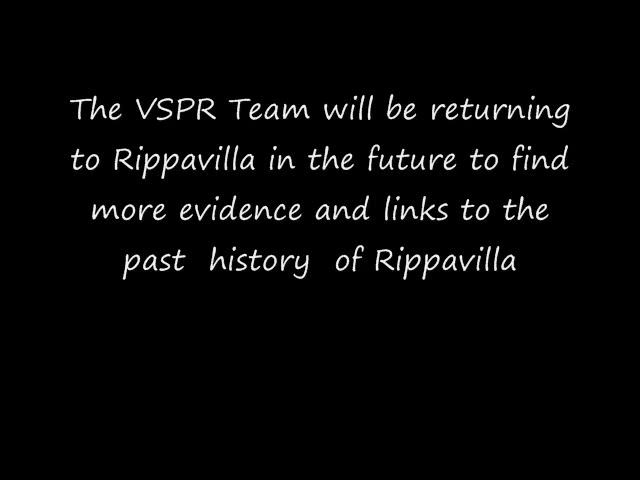 The VSPR Team will be returning
to Rippavilla in the future to find
more evidence and links to the
past history of Rippavilla